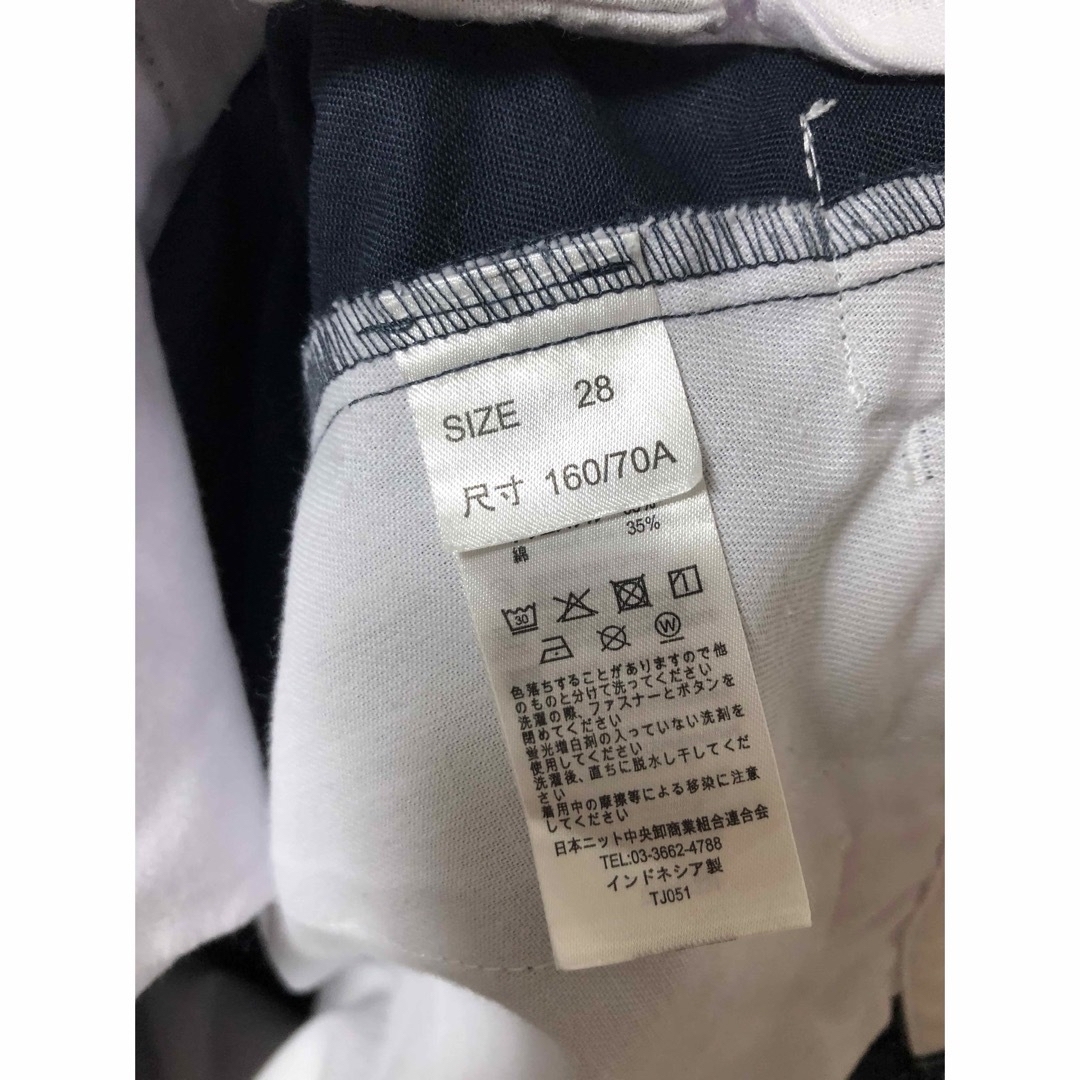 SIZE 28
尺寸 160/70A
35%
綿
30
W
色落ちすることがありますので他
のものと分けて洗ってください
洗濯の際、ファスナーとボタンを
閉めてください
蛍光増白剤の入っていない洗剤を
使用してください
洗濯後、直ちに脱水し干してくだ
さい
着用中の摩擦等による移染に注意
してください
日本ニット中央卸商業組合連合会
TEL:03-3662-4788
インドネシア製
TJ051